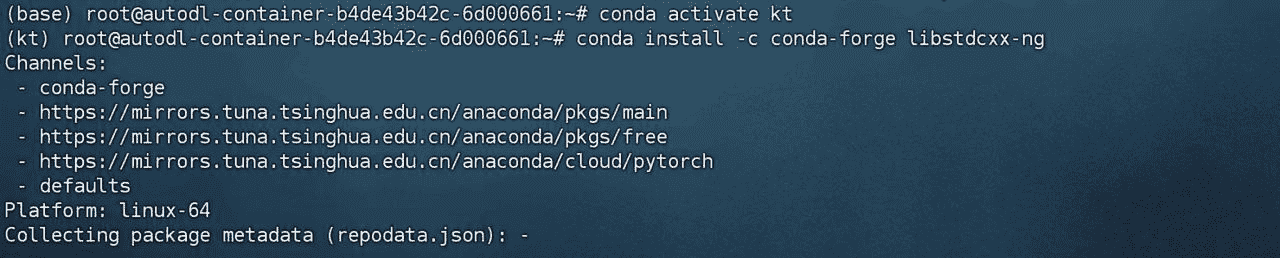 (base) root@autodl-container-b4de43b42c-6d000661:~# conda activate kt
(kt) root@autodl-container-b4de43b42c-6d000661:~# conda install -c conda-forge libstdcxx-ng
Channels:
 - conda-forge
 - https://mirrors.tuna.tsinghua.edu.cn/anaconda/pkgs/main
 - https://mirrors.tuna.tsinghua.edu.cn/anaconda/pkgs/free
 - https://mirrors.tuna.tsinghua.edu.cn/anaconda/cloud/pytorch
 - defaults
Platform: linux-64
Collecting package metadata (repodata.json): -